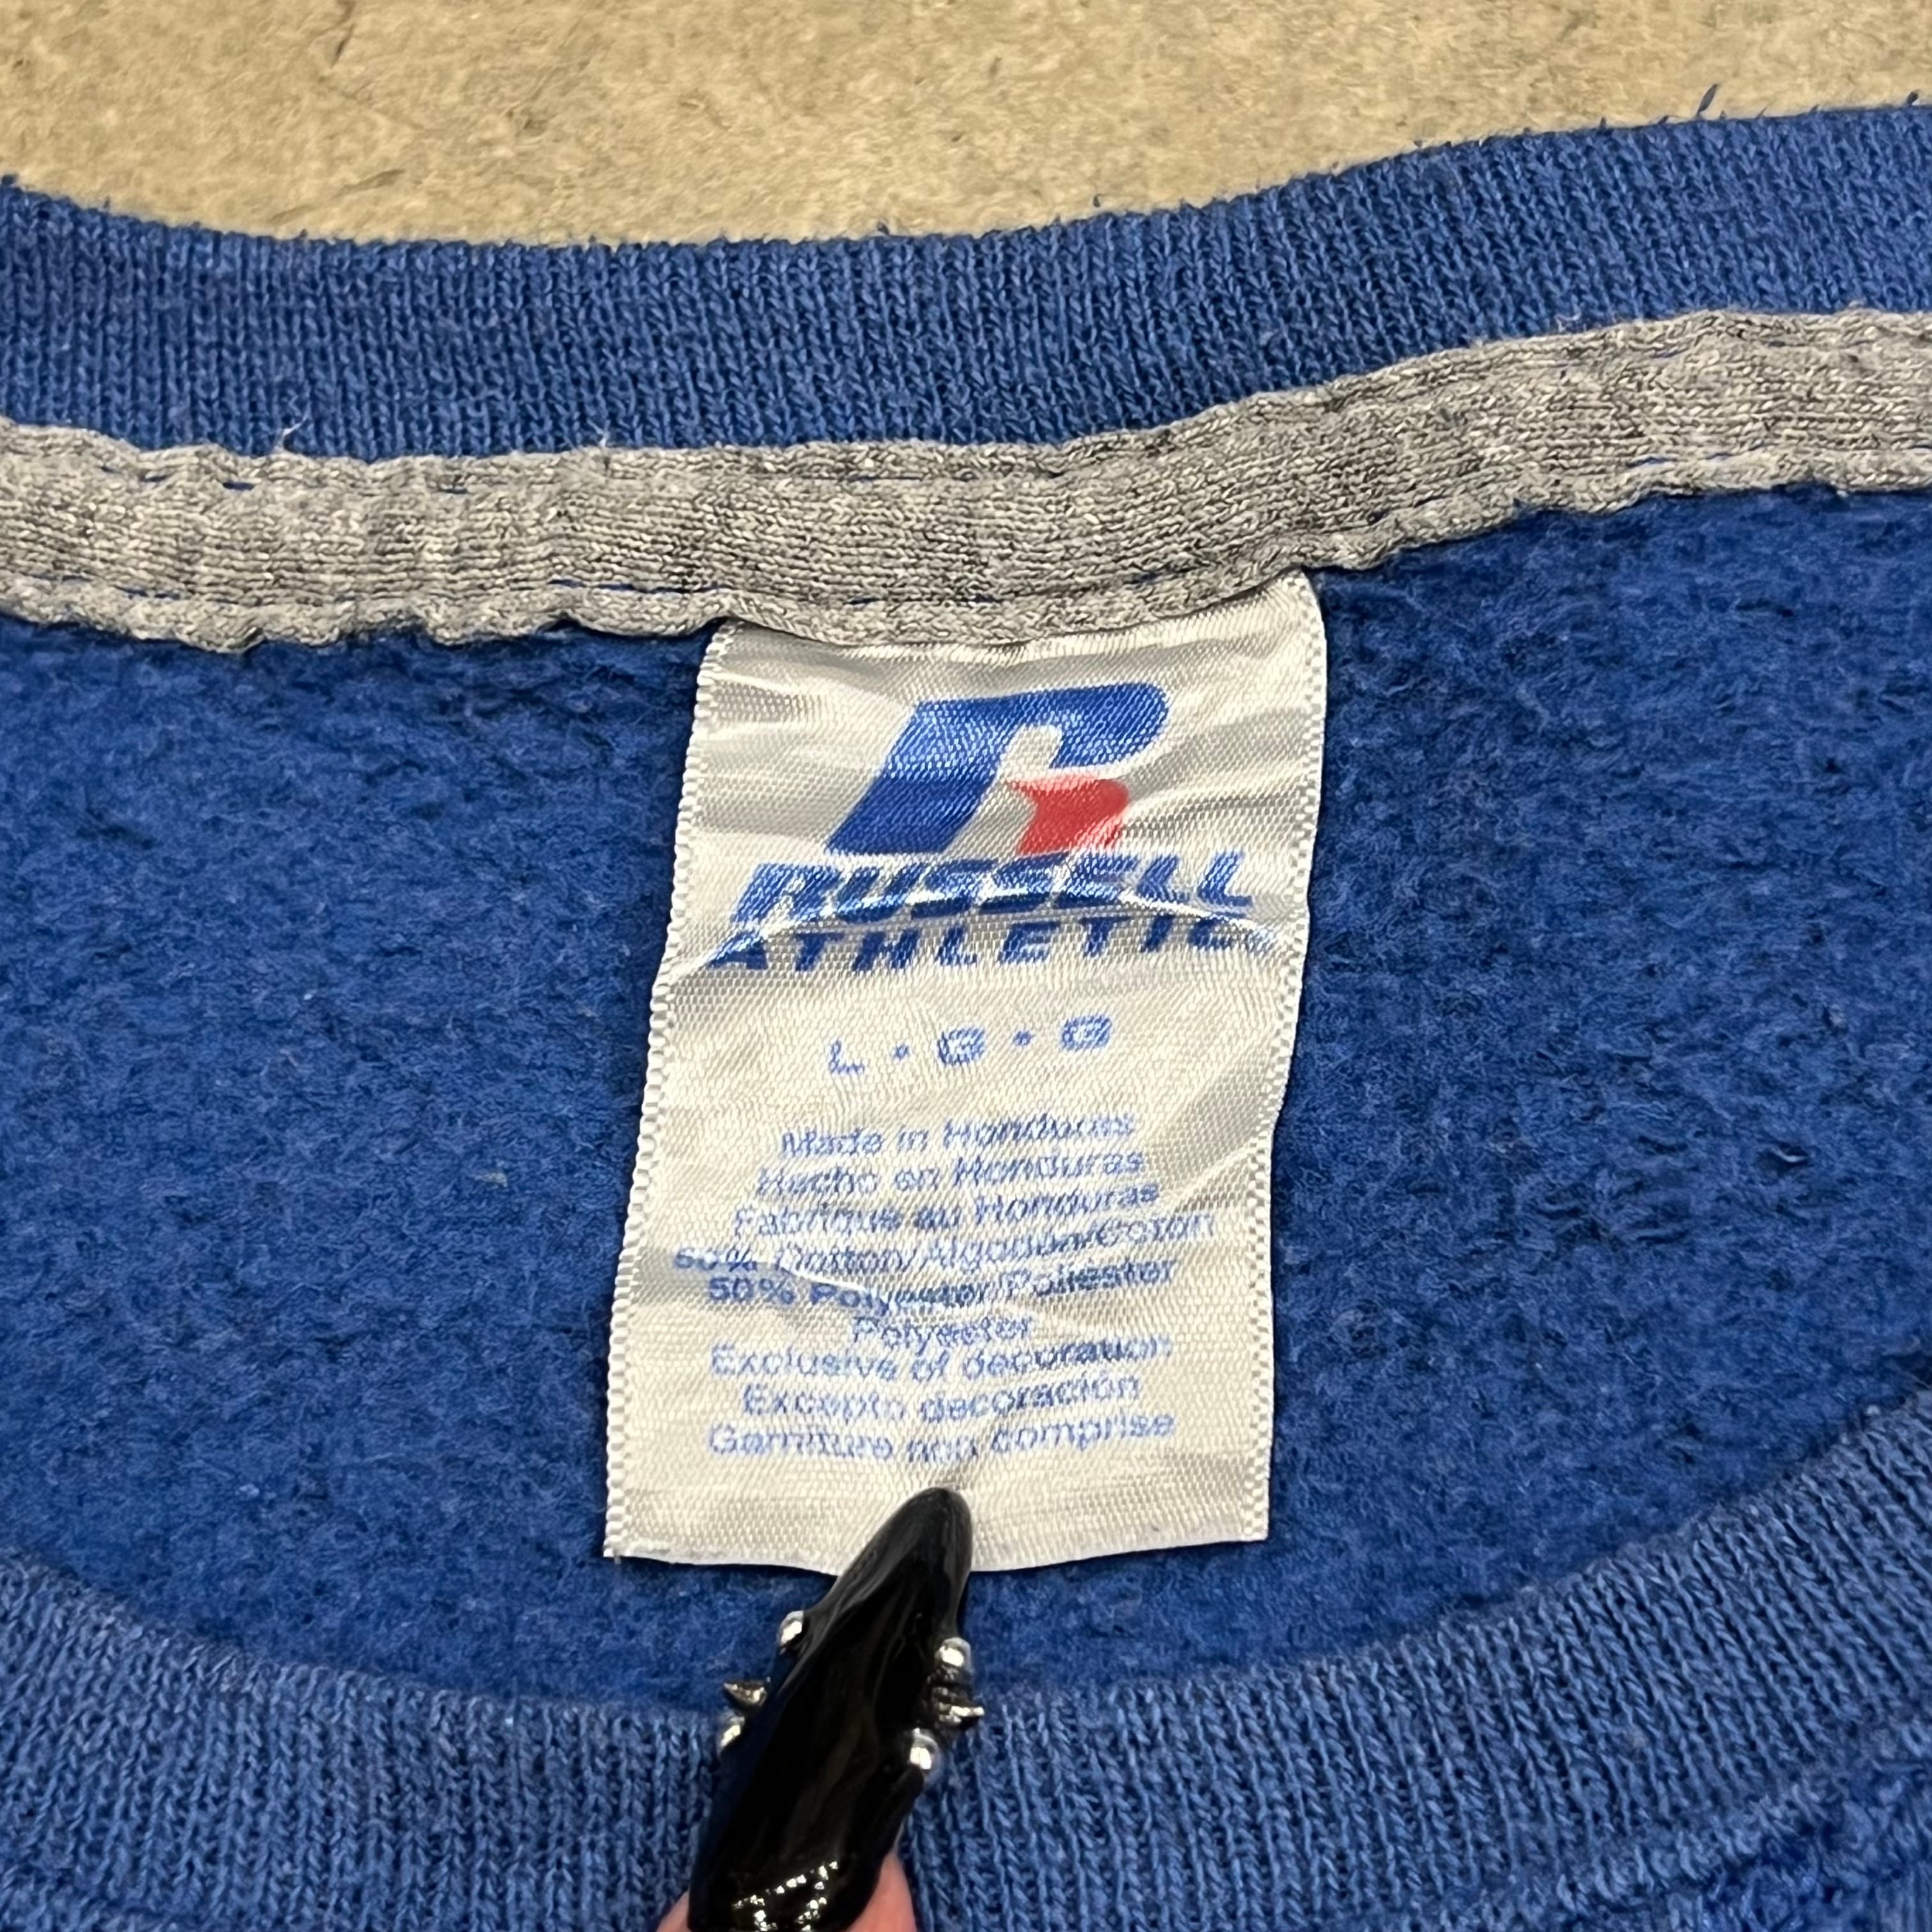 R
RUSSELL
ATHLETIC
L • G • G
Made in Honduras
Hecho en Honduras
Fabriqué au Honduras
50% Cotton/Algodón/Coton
50% Polyester/Poliester
Polyester
Exclusive of decoration
Excepto decoración
Garniture non comprise